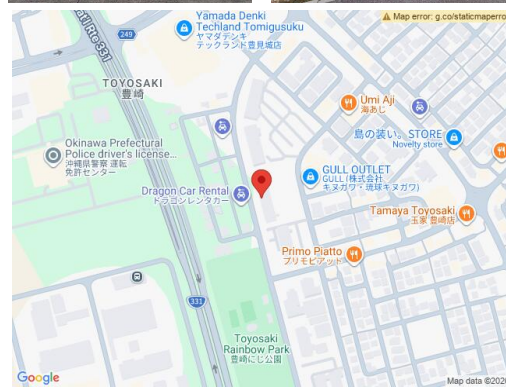 Map error: g.co/staticmaperro
Yamada Denki
Techland Tomigusuku
ヤマダデンキ
テックランド豊見城店
249
Rte 331
TOYOSAKI
豊崎
Umi Aji
海あじ
島の装い。STORE
Novelty store
Okinawa Prefectural
Police driver's license...
沖縄県警察 運転
免許センター
GULL OUTLET
GULL (株式会社
キヌガワ・琉球キヌガワ)
Dragon Car Rental
ドラゴンレンタカー
Tamaya Toyosaki
玉家 豊崎店
Primo Piatto
プリモピアット
331
Toyosaki
Rainbow Park
豊崎にじ公園
Google
Map data ©202